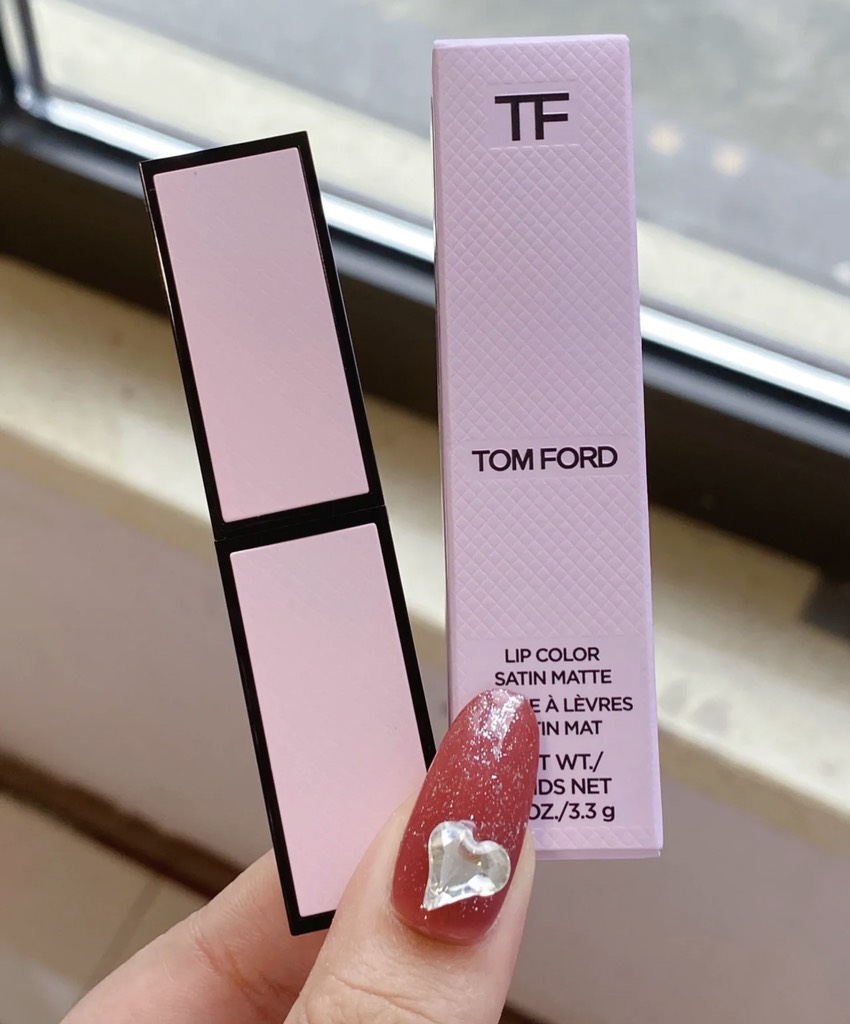 TF
TOM FORD
LIP COLOR
SATIN MATTE
À LÈVRES
MAT
WT./
NET
OZ./3.3 g